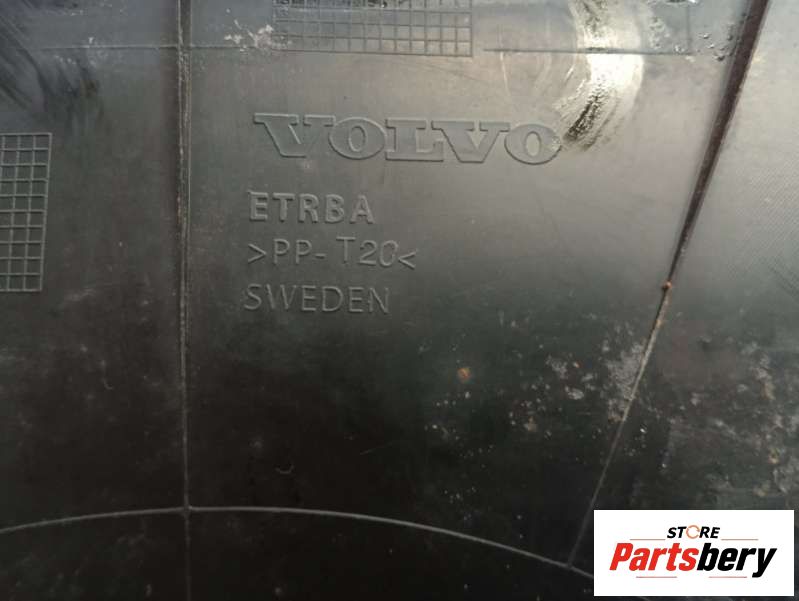 VOLVO
ETRBA
>PP-T20<
SWEDEN
STORE
Partsbery